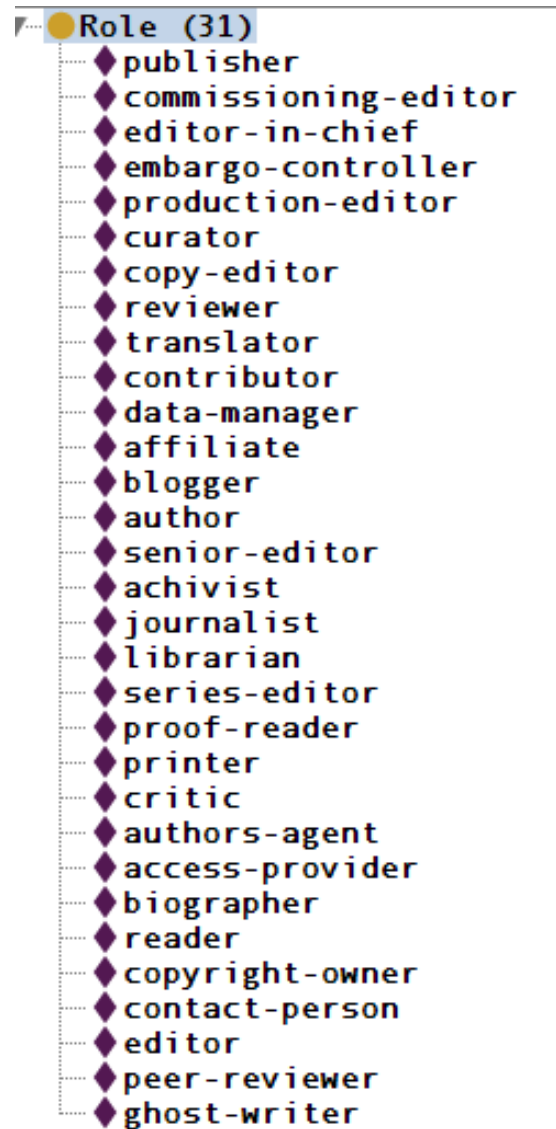 Role (31)
publisher
commissioning-editor
editor-in-chief
embargo-controller
production-editor
curator
copy-editor
reviewer
translator
contributor
data-manager
affiliate
blogger
author
senior-editor
achivist
journalist
librarian
series-editor
proof-reader
printer
critic
authors-agent
access-provider
biographer
reader
copyright-owner
contact-person
editor
peer-reviewer
ghost-writer